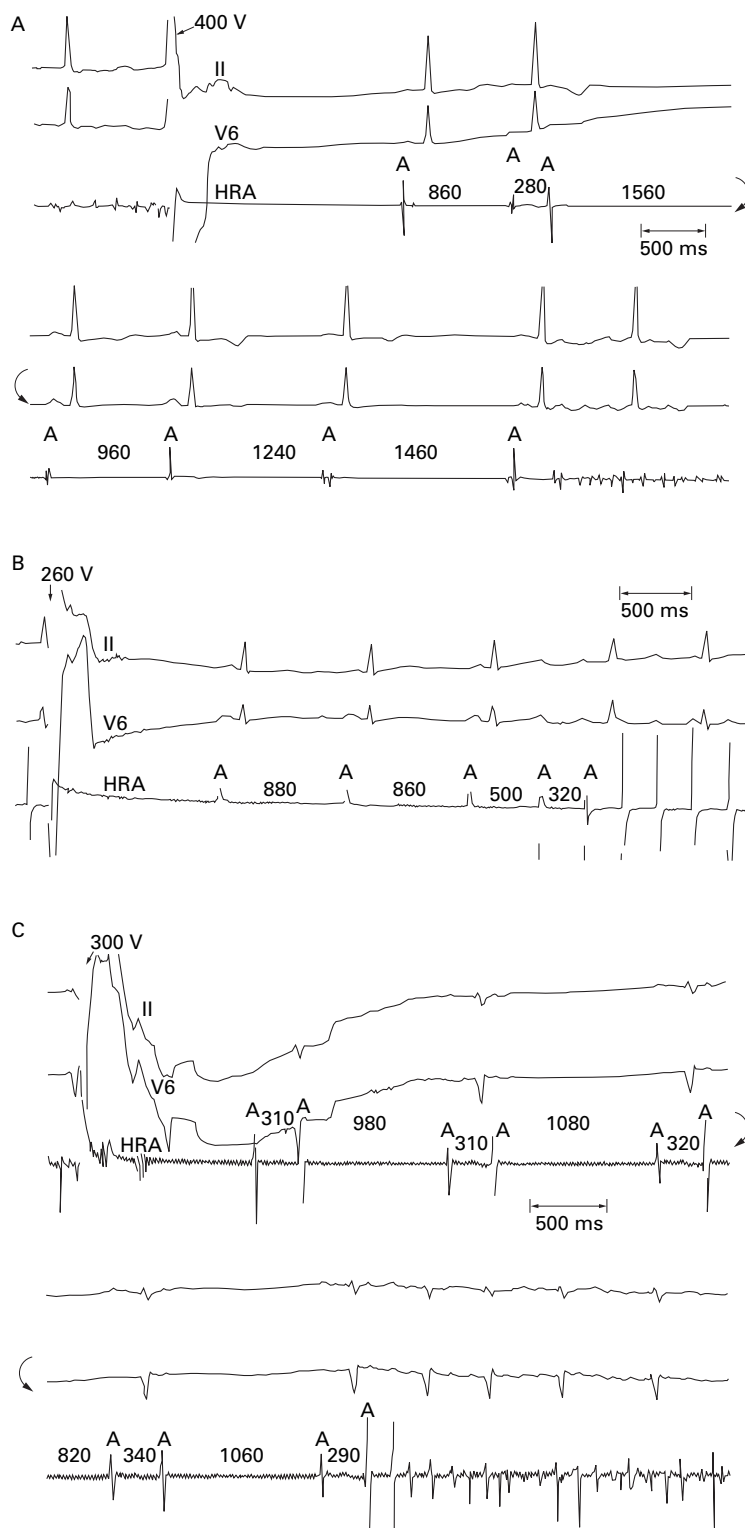 A
400 V
II
V6
A A A
HRA 860 280 1560
500 ms
A A A A
960 1240 1460
B
260 V
500 ms
II
V6
HRA A A A A A
880 860 500 320
C
300 V
II
V6
A 310 A 980 1080 A
HRA A 310 A A 320
500 ms
A
820 A 340 A 1060 A 290